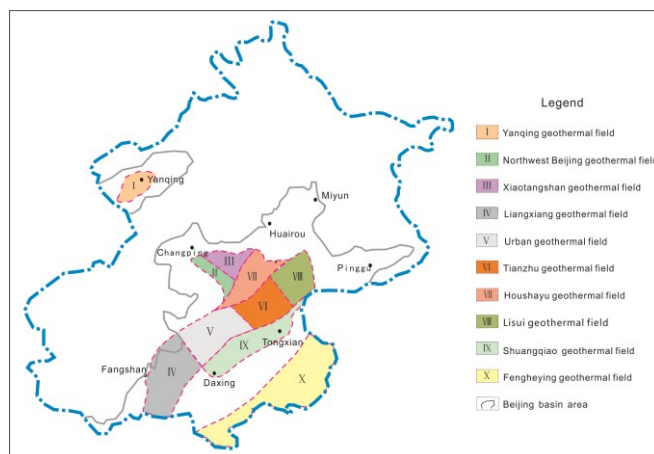 Legend
I Yanqing geothermal field
II Northwest Beijing geothermal field
III Xiaotangshan geothermal field
IV Liangxiang geothermal field
V Urban geothermal field
VI Tianzhu geothermal field
VII Houshayu geothermal field
VIII Lisui geothermal field
IX Shuangqiao geothermal field
X Fengheying geothermal field
Beijing basin area
I
Yanqing
Miyun
Huairou
Changping
Pinggu
III
II
VII
VIII
VI
V
Tongxian
IX
Fangshan
IV
Daxing
X